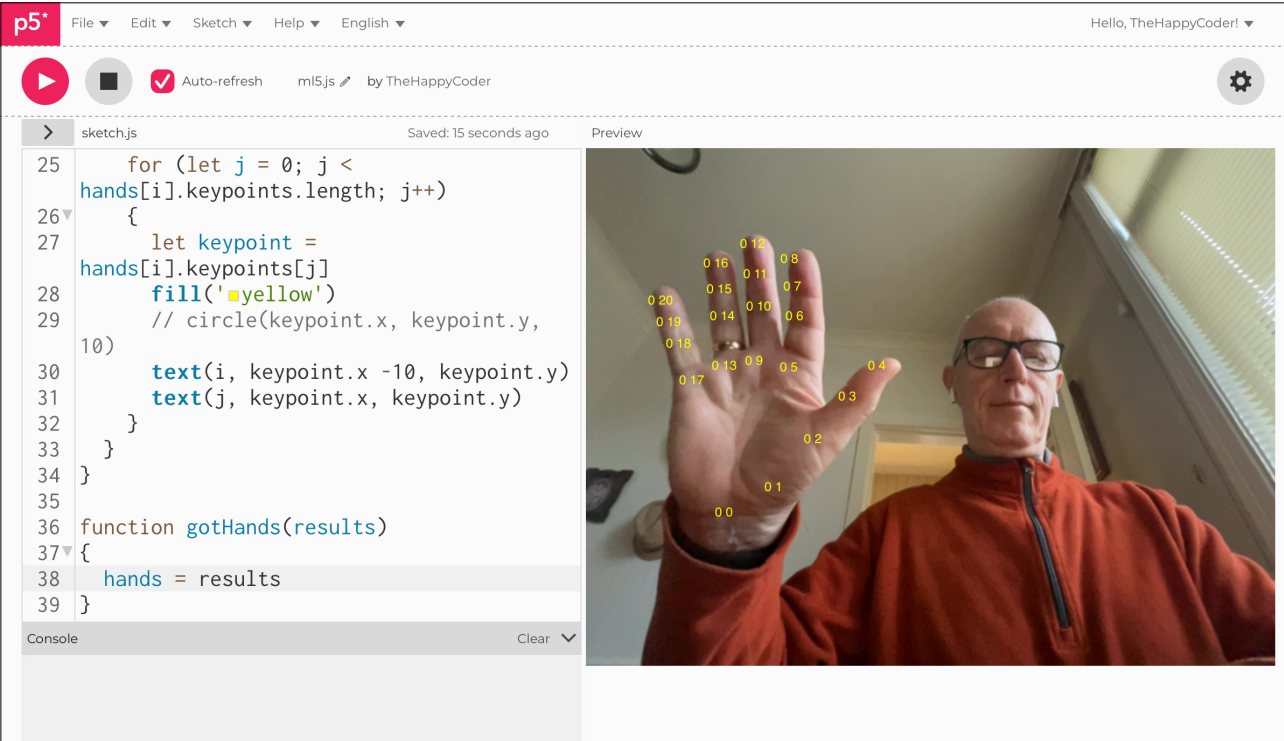 p5* File Edit Sketch Help English Hello, TheHappyCoder!
Auto-refresh ml5.js by TheHappyCoder
sketch.js Saved: 15 seconds ago Preview
25 for (let j = 0; j <
hands[i].keypoints.length; j++)
26 {
27 let keypoint =
hands[i].keypoints[j]
28 fill('yellow')
29 // circle(keypoint.x, keypoint.y,
10)
30 text(i, keypoint.x -10, keypoint.y)
31 text(j, keypoint.x, keypoint.y)
32 }
33 }
34 }
35
36 function gotHands(results)
37 {
38 hands = results
39 }
Console Clear
0 12
0 16
0 8
0 11
0 15
0 7
0 20
0 10
0 14
0 6
0 19
0 18
0 9
0 13
0 5
0 4
0 17
0 3
0 2
0 1
0 0